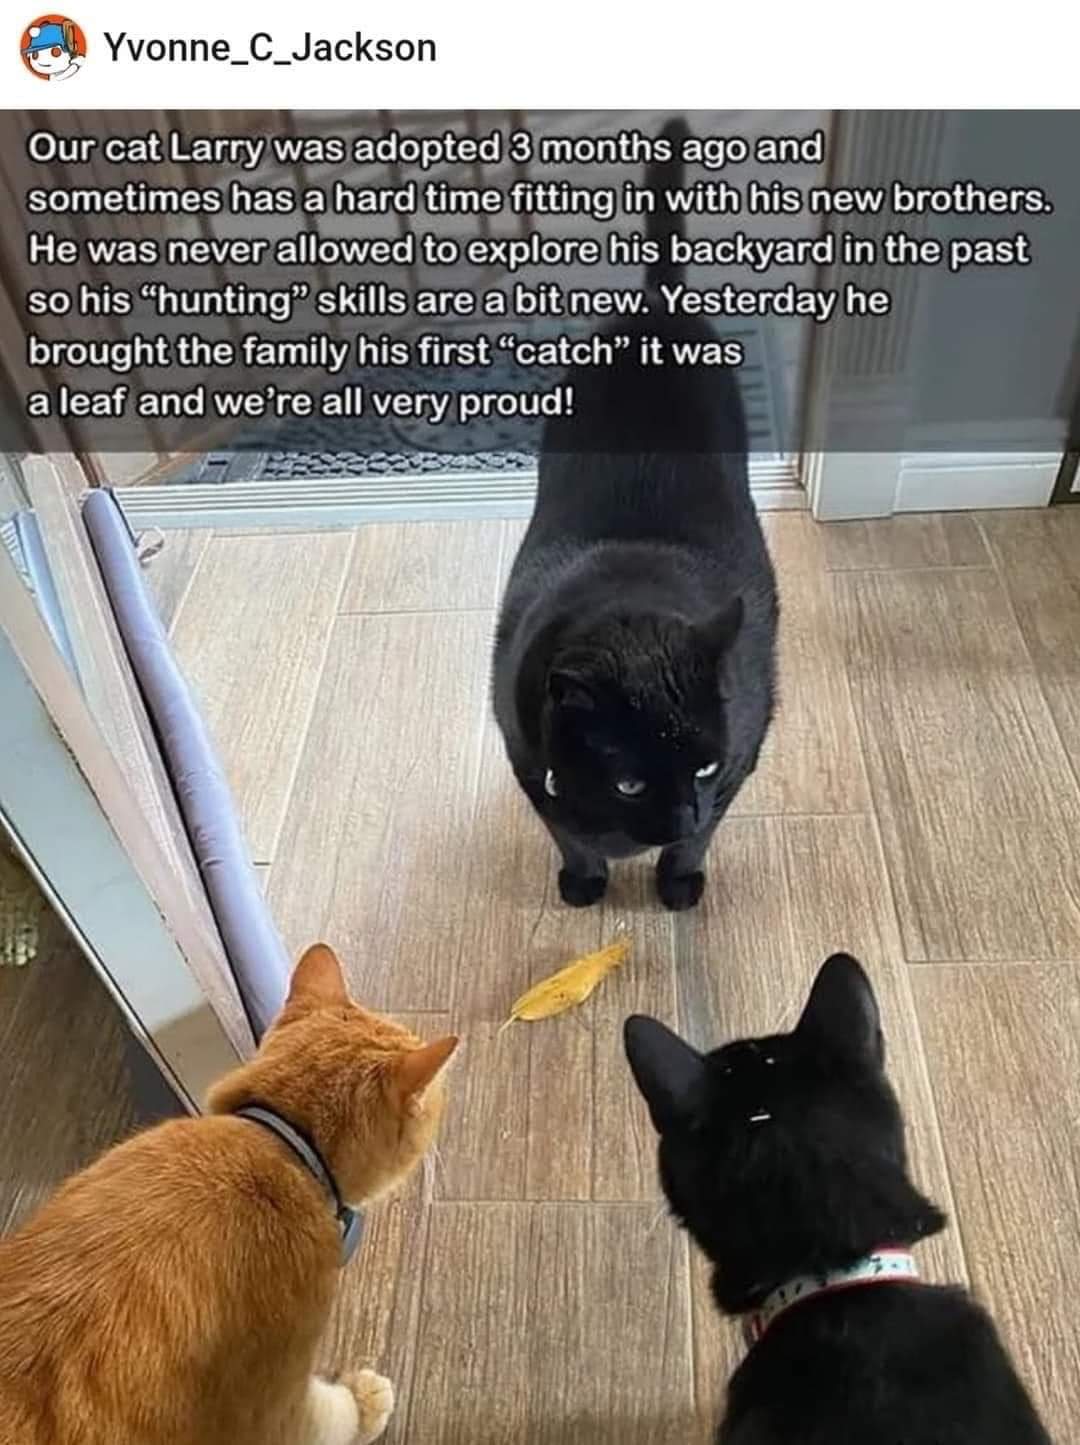 Yvonne_C_Jackson
Our cat Larry was adopted 3 months ago and
sometimes has a hard time fitting in with his new brothers.
He was never allowed to explore his backyard in the past
so his “hunting” skills are a bit new. Yesterday he
brought the family his first “catch” it was
a leaf and we’re all very proud!